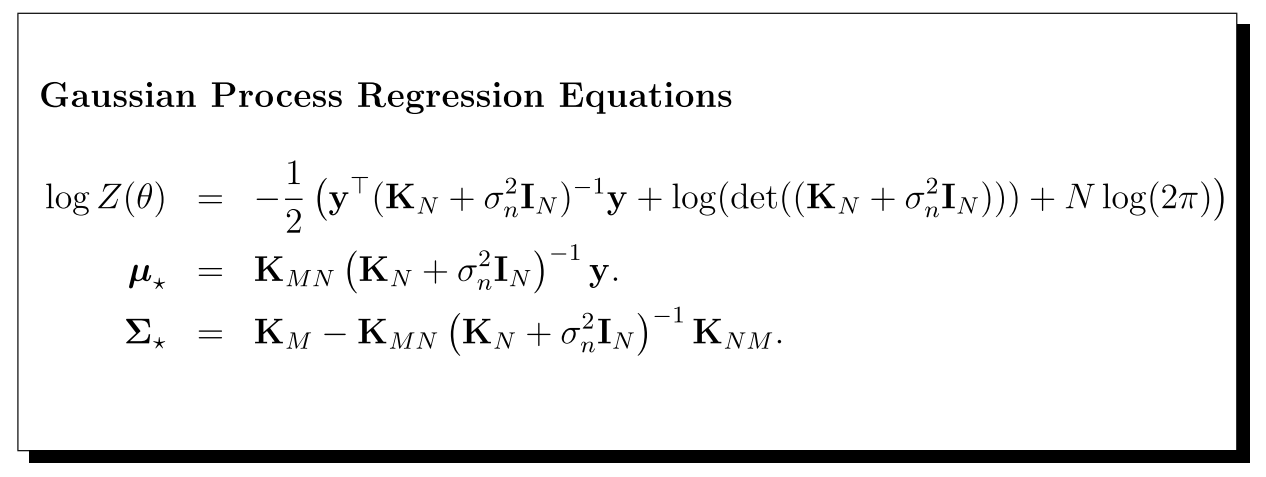 Gaussian Process Regression Equations
log Z(θ) = −\frac{1}{2} (𝐲^⊤(𝐊_N + σ_n^2 𝐈_N)^{−1}𝐲 + log(det((𝐊_N + σ_n^2 𝐈_N))) + N log(2π))
𝛍_⋆ = 𝐊_{MN} (𝐊_N + σ_n^2 𝐈_N)^{−1} 𝐲.
𝚺_⋆ = 𝐊_M − 𝐊_{MN} (𝐊_N + σ_n^2 𝐈_N)^{−1} 𝐊_{NM}.